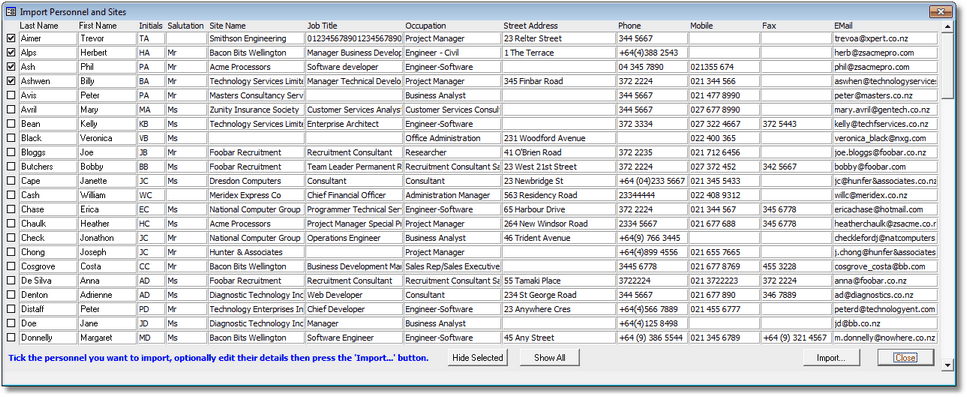 Import Personnel and Sites
Last Name First Name Initials Salutation Site Name Job Title Occupation Street Address Phone Mobile Fax EMail
Aimer Trevor TA Smithson Engineering 01234567890123456789 Project Manager 23 Relter Street 344 5667 trevoa@xpert.co.nz
Alps Herbert HA Mr Bacon Bits Wellington Manager Business Develop Engineer - Civil 1 The Terrace +64(4)388 2543 herb@zsacmepro.com
Ash Phil PA Mr Acme Processors Software developer Engineer-Software 04 345 7890 021355 674 phil@zsacmepro.com
Ashwen Billy BA Mr Technology Services Limite Manager Technical Develo Project Manager 345 Finbar Road 372 2224 021 344 566 aswhen@technologyservices
Avis Peter PA Mr Masters Consultancy Serv Business Analyst 344 5667 021 477 8990 peter@masters.co.nz
Avril Mary MA Ms Zunity Insurance Society Customer Services Analys Customer Services Consul 344 5667 027 677 8990 mary.avril@gentech.co.nz
Bean Kelly KB Ms Technology Services Limite Enterprise Architect Engineer-Software 372 3334 027 322 4667 372 5443 kelly@techfservices.co.nz
Black Veronica VB Ms Office Administration 231 Woodford Avenue 022 400 365 veronica_black@nxg.com
Bloggs Joe JB Foobar Recruitment Recruitment Consultant Researcher 41 O'Brien Road 372 2235 021 712 6456 joe.bloggs@foobar.co.nz
Butchers Bobby BB Ms Foobar Recruitment Team Leader Permanent R Recruitment Consultant Sa 23 West 21st Street 372 2224 027 372 452 342 5667 bobby@foobar.com
Cape Janette JC Ms Dresdon Computers Consultant Consultant 23 Newbridge St +64 (04)233 5667 021 345 5433 jc@hunfer&associates.co.nz
Cash William WC Meridex Express Co Chief Financial Officer Administration Manager 563 Residency Road 23344444 022 408 9312 willc@meridex.co.nz
Chase Erica EC Ms National Computer Group Programmer Technical Ser Engineer-Software 65 Harbour Drive 372 2224 021 344 567 345 6778 ericachase@hotmail.com
Chaulk Heather HC Ms Acme Processors Project Manager Special P Project Manager 264 New Windsor Road 2334 5667 021 677 688 345 6778 heatherchaulk@zsacme.co.n
Check Jonathon JC Mr National Computer Group Operations Engineer Business Analyst 46 Trident Avenue +64(9) 766 3445 checklefordj@natcomputers
Chong Joseph JC Mr Hunter & Associates Project Manager +64(4)899 4556 021 655 7665 j.chong@hunfer&associates
Cosgrove Costa CC Mr Bacon Bits Wellington Business Development Ma Sales Rep/Sales Executive 3445 6778 021 677 8769 455 3228 cosgrove_costa@bb.com
De Silva Anna AD Ms Foobar Recruitment Recruitment Consultant Recruitment Consultant Sa 55 Tamaki Place 3722224 021 3722223 372 2224 anna@foobar.co.nz
Denton Adrienne AD Ms Diagnostic Technology Inc Web Developer Consultant 234 St George Road 344 5667 021 677 890 346 7889 ad@diagnostics.co.nz
Distaff Peter PD Mr Technology Enterprises In Chief Developer Engineer-Software 23 Anywhere Cres +64(4)566 7889 021 455 6777 peterd@technologyent.com
Doe Jane JD Ms Diagnostic Technology Inc Manager Business Analyst +64(4)125 8498 jd@bb.co.nz
Donnelly Margaret MD Ms Bacon Bits Wellington Software Developer Engineer-Software 45 Any Street +64 (9) 386 5544 021 345 6789 +64 (9) 321 4567 m.donnelly@nowhere.co.nz
Tick the personnel you want to import, optionally edit their details then press the 'Import...' button. Hide Selected Show All Import... Close